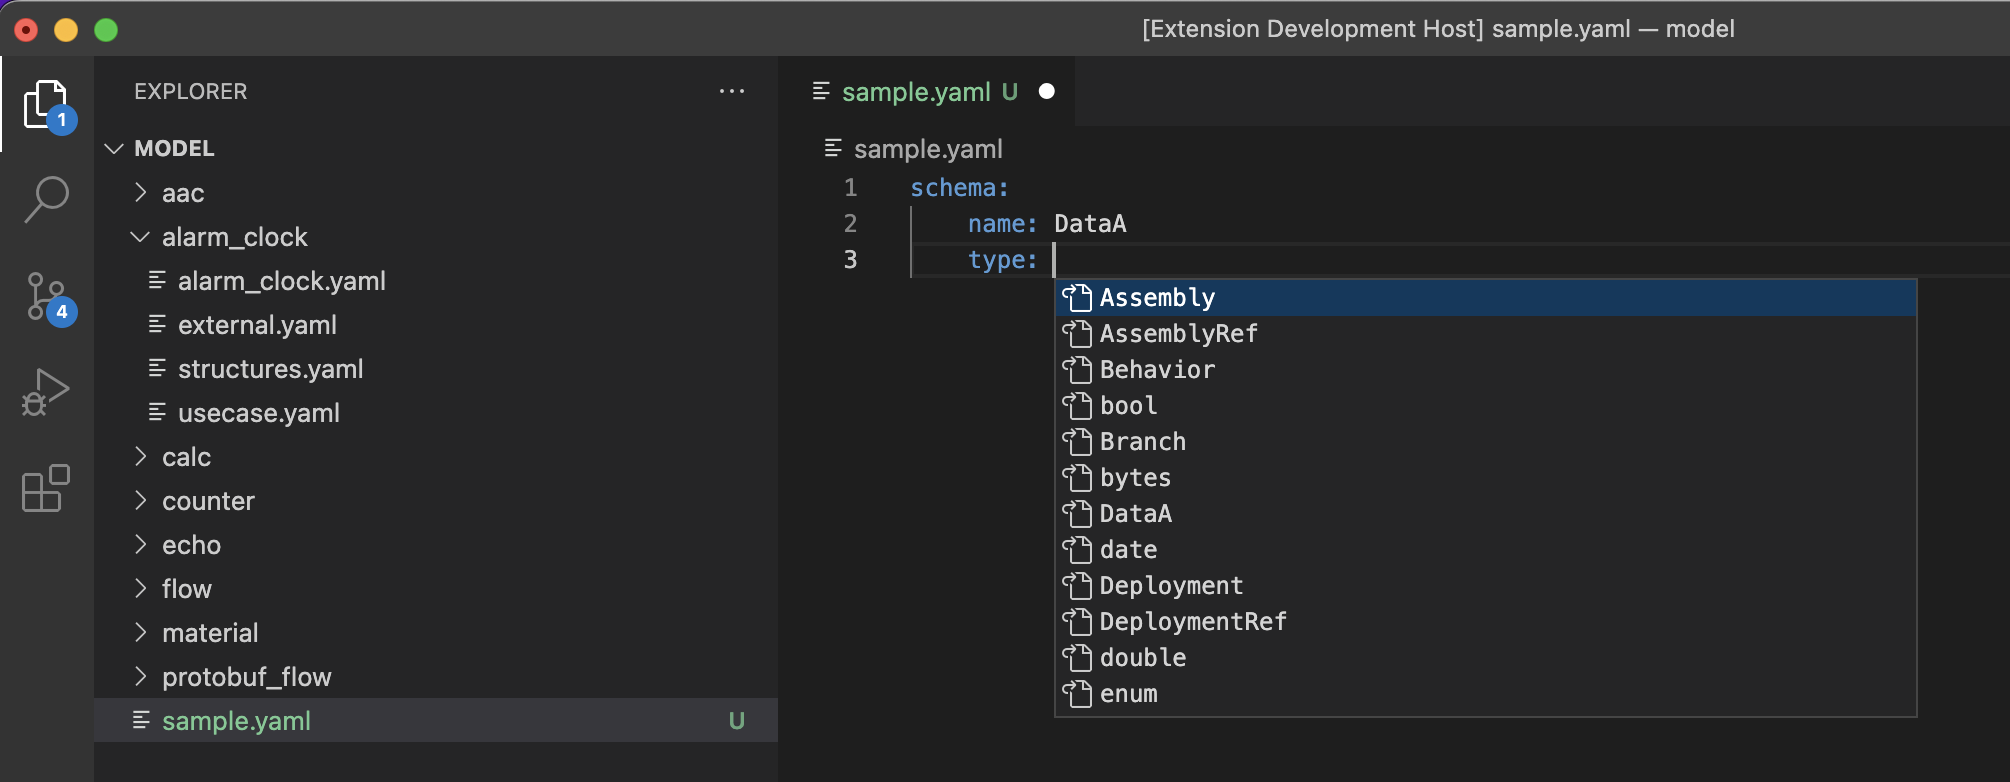 [Extension Development Host] sample.yaml — model
EXPLORER
MODEL
aac
alarm_clock
alarm_clock.yaml
external.yaml
structures.yaml
usecase.yaml
calc
counter
echo
flow
material
protobuf_flow
sample.yaml U
1
4
sample.yaml U
sample.yaml
1 schema:
2 name: DataA
3 type:
Assembly
AssemblyRef
Behavior
bool
Branch
bytes
DataA
date
Deployment
DeploymentRef
double
enum